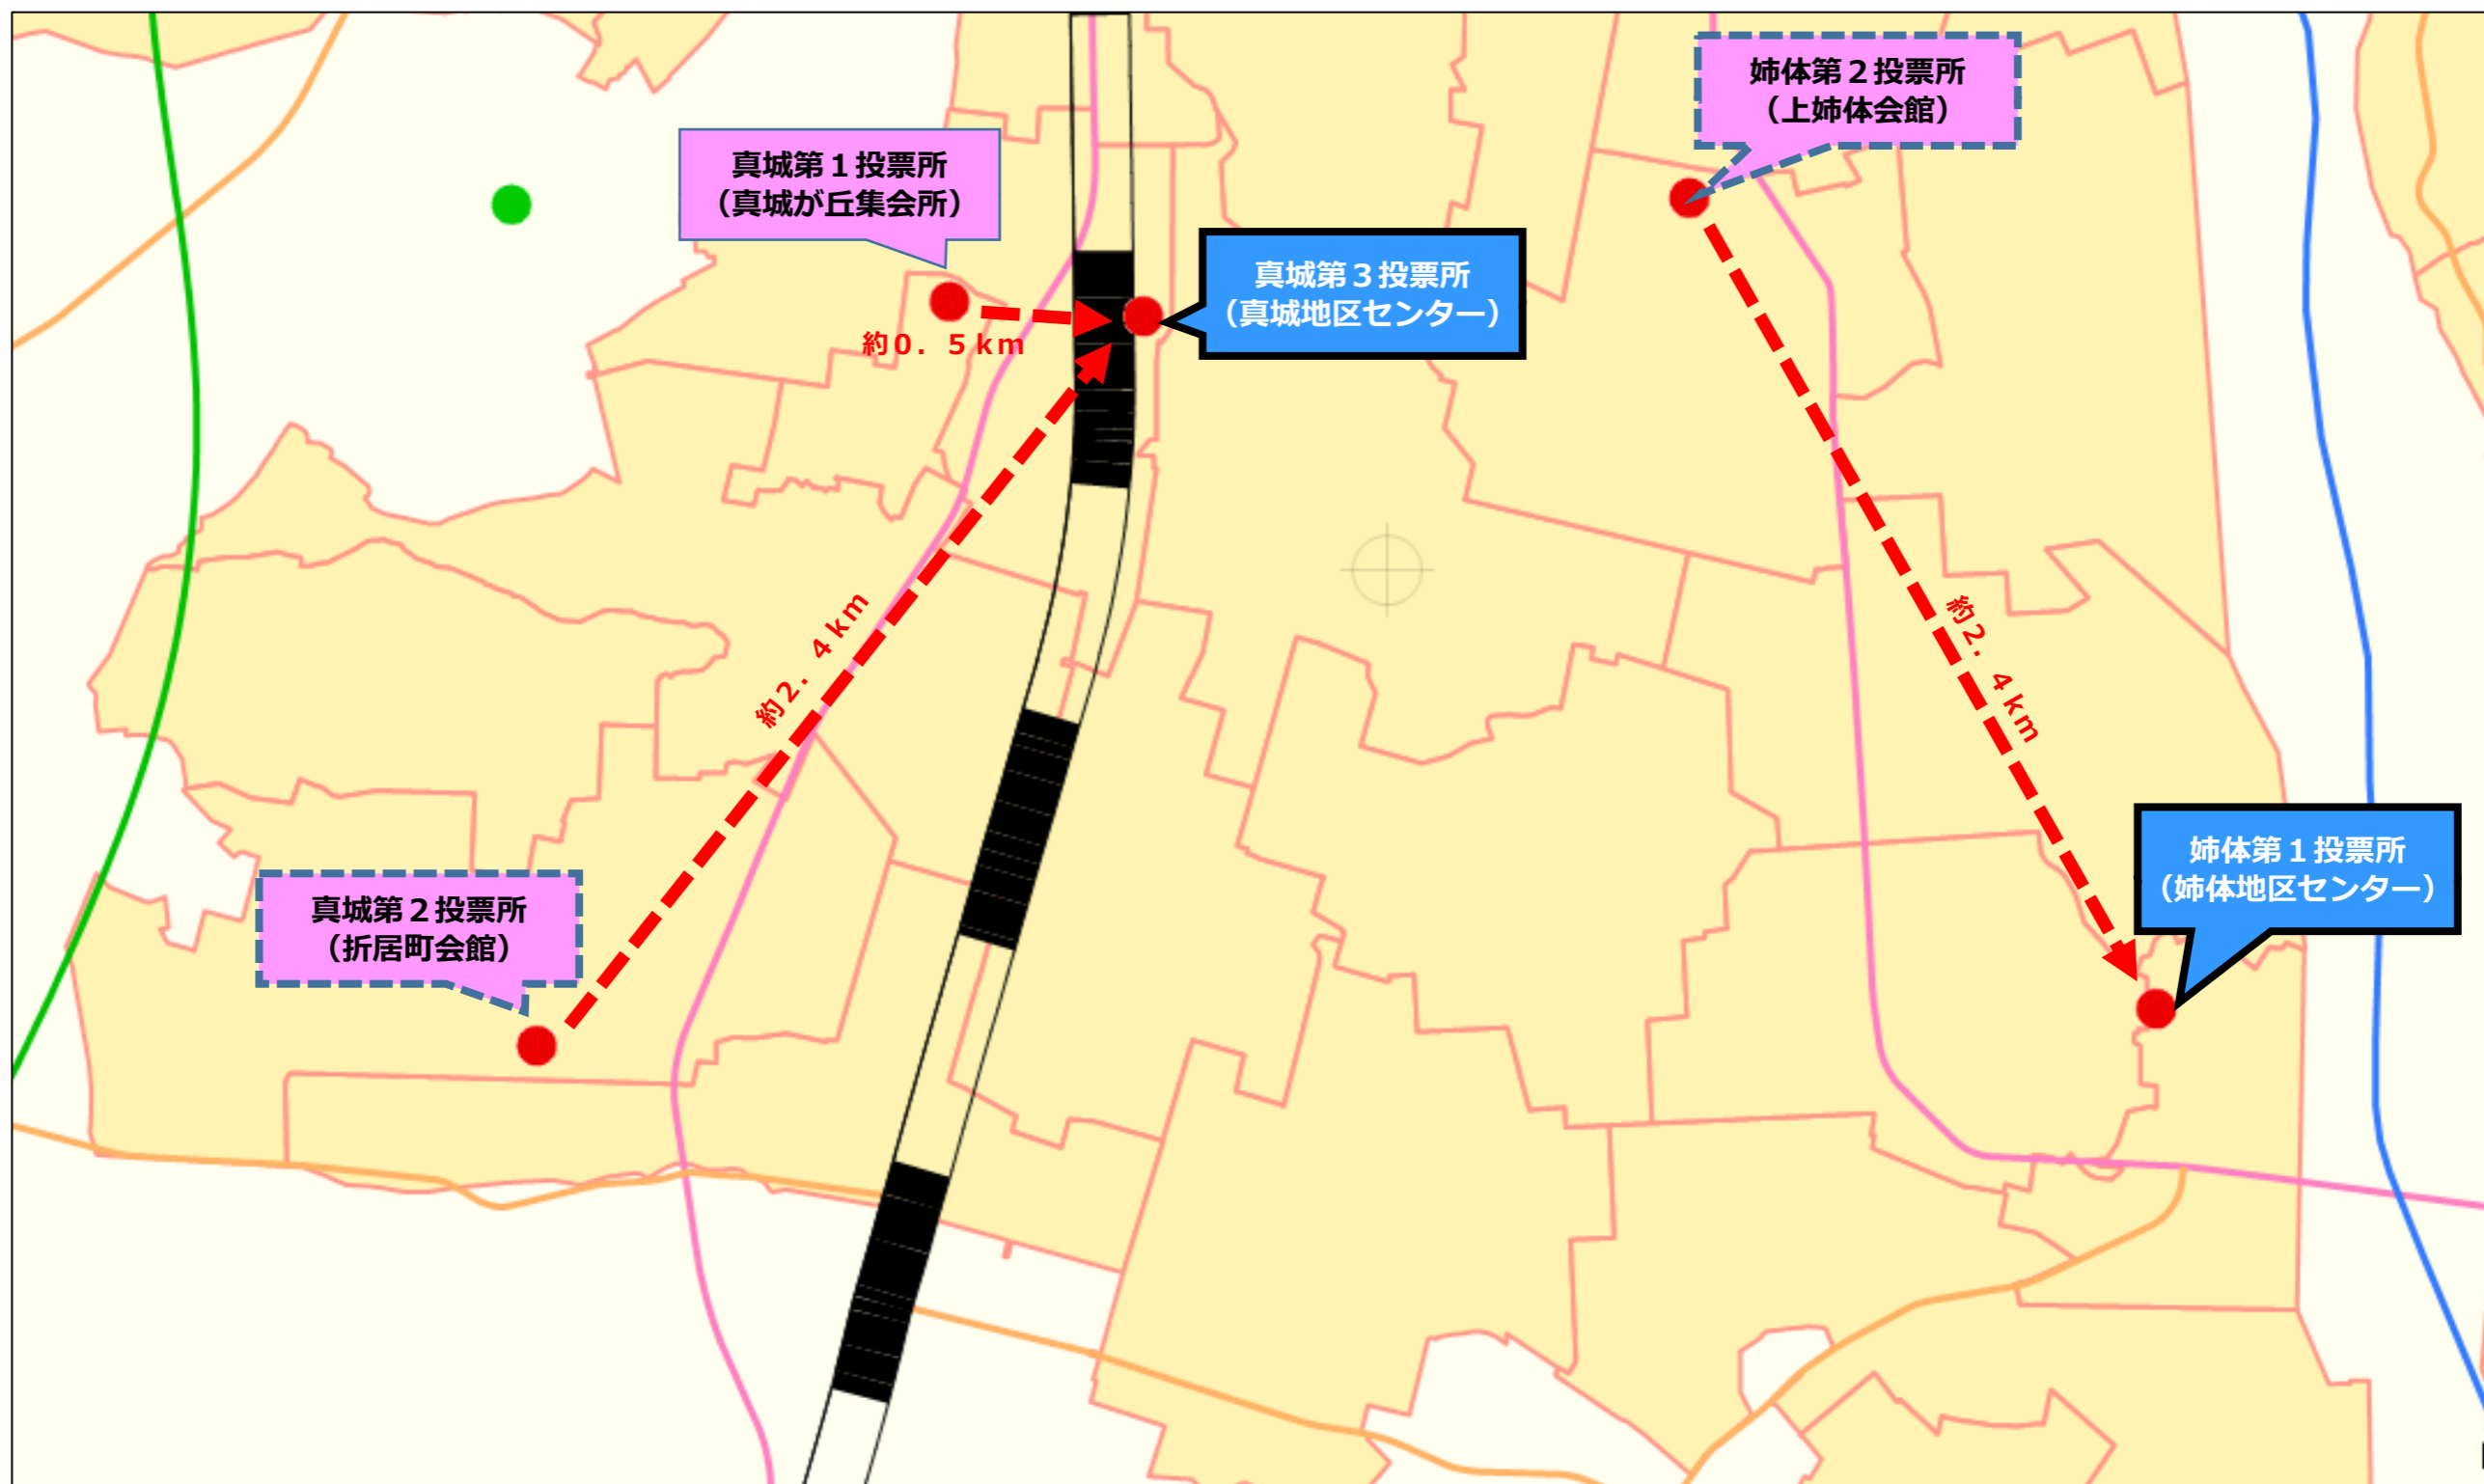 姉体第２投票所
（上姉体会館）
真城第１投票所
（真城が丘集会所）
真城第３投票所
（真城地区センター）
約０．５ｋｍ
約２．４ｋｍ
約２．４ｋｍ
姉体第１投票所
（姉体地区センター）
真城第２投票所
（折居町会館）